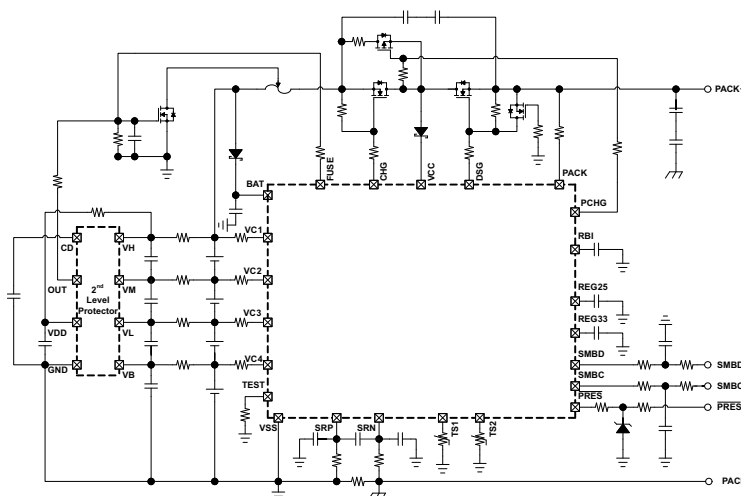 PACK
FUSE
CHG
VCC
DSG
PACK
BAT
PCHG
VC1
RBI
CD
VH
VC2
OUT
2nd
Level
Protector
VM
REG25
VC3
VDD
VL
REG33
VC4
SMBD
SMBD
GND
VB
SMBC
SMBC
TEST
PRES
PRES
VSS
SRP
SRN
TS1
TS2
PAC